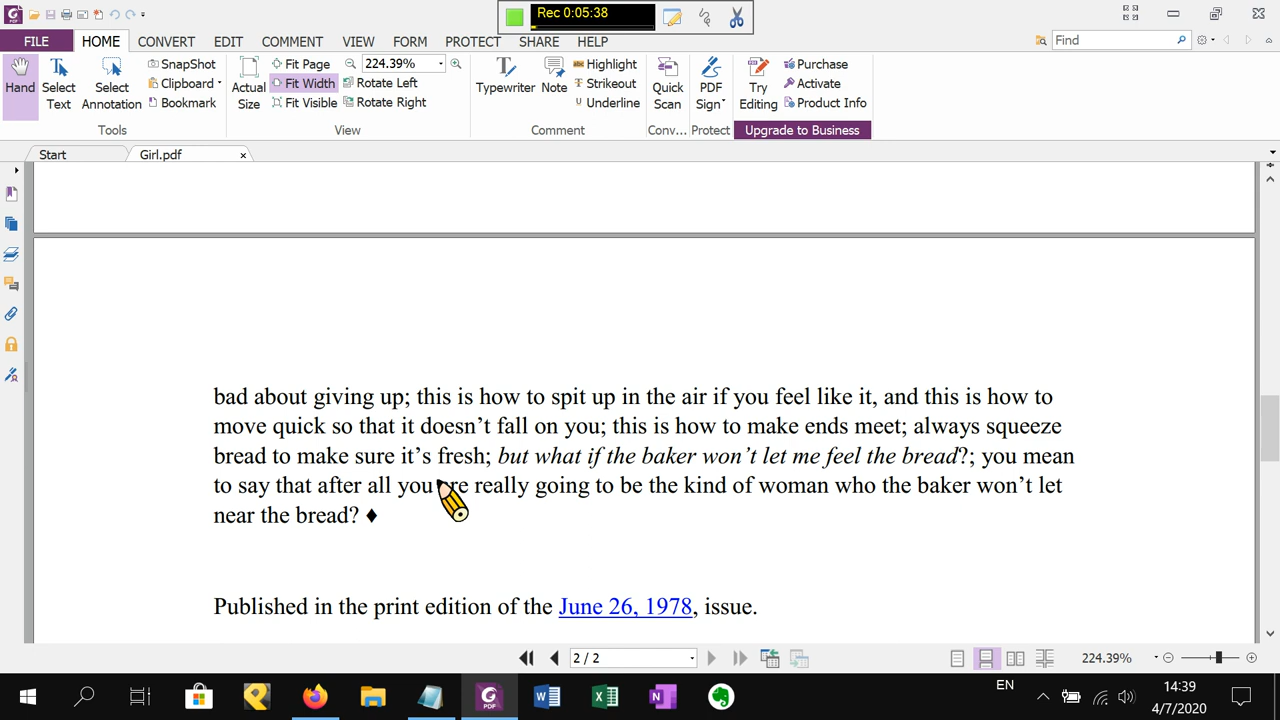 Rec 0:05:38
FILE HOME CONVERT EDIT COMMENT VIEW FORM PROTECT SHARE HELP Find
Hand
Select Text
Select Annotation
SnapShot
Clipboard
Bookmark
Tools
Actual Size
Fit Page
Fit Width
Fit Visible
224.39%
Rotate Left
Rotate Right
View
Typewriter
Note
Highlight
Strikeout
Underline
Comment
Quick Scan
Conv...
PDF Sign
Protect
Try Editing
Purchase
Activate
Product Info
Upgrade to Business
Start Girl.pdf
bad about giving up; this is how to spit up in the air if you feel like it, and this is how to
move quick so that it doesn’t fall on you; this is how to make ends meet; always squeeze
bread to make sure it’s fresh; but what if the baker won’t let me feel the bread?; you mean
to say that after all you are really going to be the kind of woman who the baker won’t let
near the bread? ♦
Published in the print edition of the June 26, 1978, issue.
2 / 2
224.39%
EN
14:39
4/7/2020